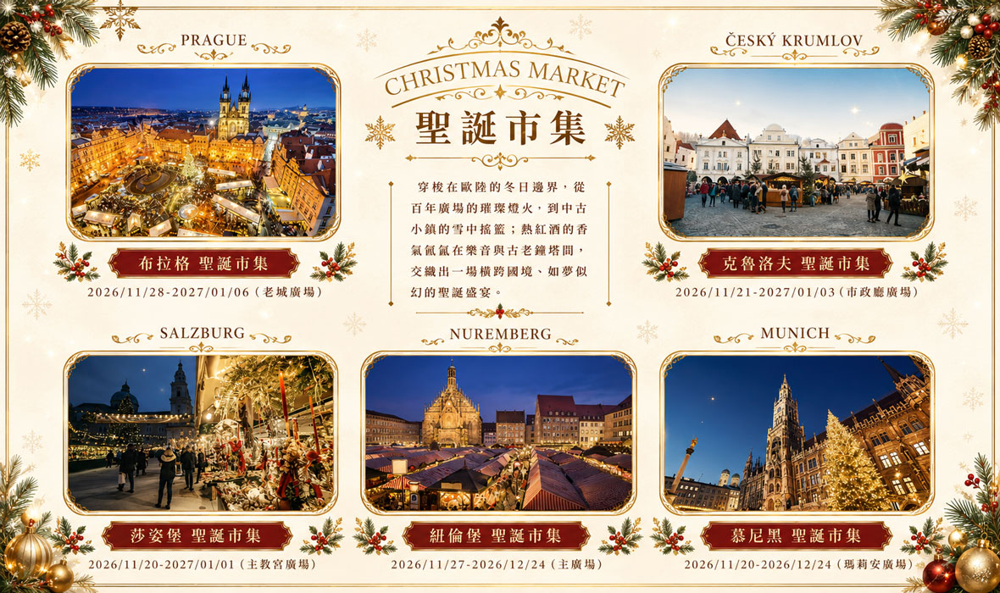 PRAGUE
布拉格 聖誕市集
2026/11/28-2027/01/06（老城廣場）
CHRISTMAS MARKET
聖誕市集
穿梭在歐陸的冬日邊界，從
百年廣場的璀璨燈火，到中古
小鎮的雪中搖籃；熱紅酒的香
氣氤氳在樂音與古老鐘塔間，
交織出一場橫跨國境、如夢似
幻的聖誕盛宴。
ČESKÝ KRUMLOV
克魯洛夫 聖誕市集
2026/11/21-2027/01/03（市政廳廣場）
SALZBURG
莎姿堡 聖誕市集
2026/11/20-2027/01/01（主教宮廣場）
NUREMBERG
紐倫堡 聖誕市集
2026/11/27-2026/12/24（主廣場）
MUNICH
慕尼黑 聖誕市集
2026/11/20-2026/12/24（瑪莉安廣場）